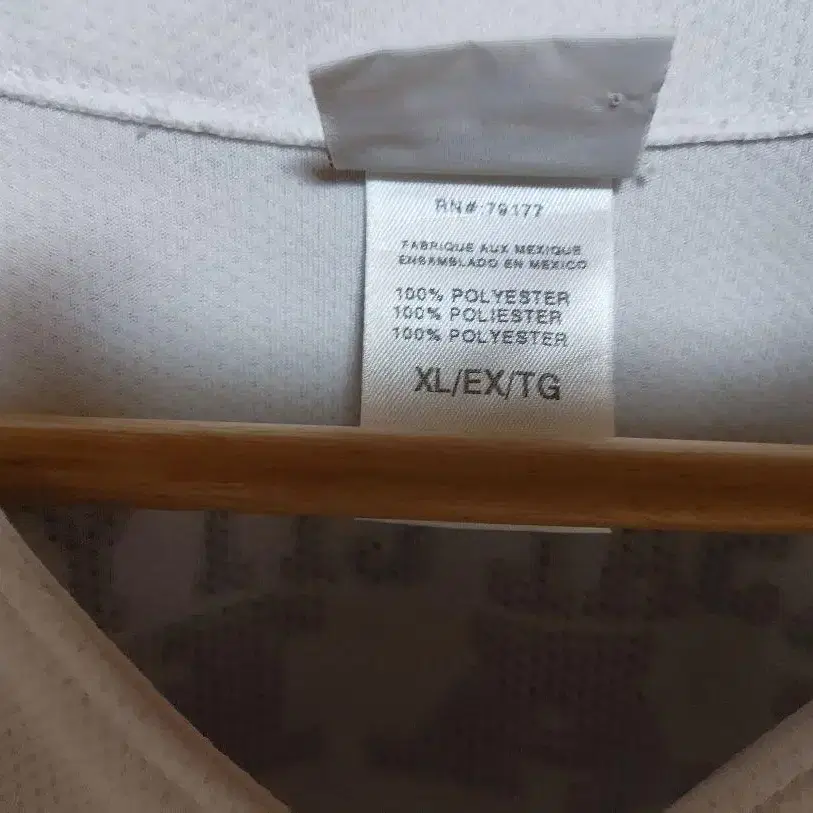 RN# 79177
FABRIQUE AUX MEXIQUE
ENSAMBLADO EN MEXICO
100% POLYESTER
100% POLIESTER
100% POLYESTER
XL/EX/TG